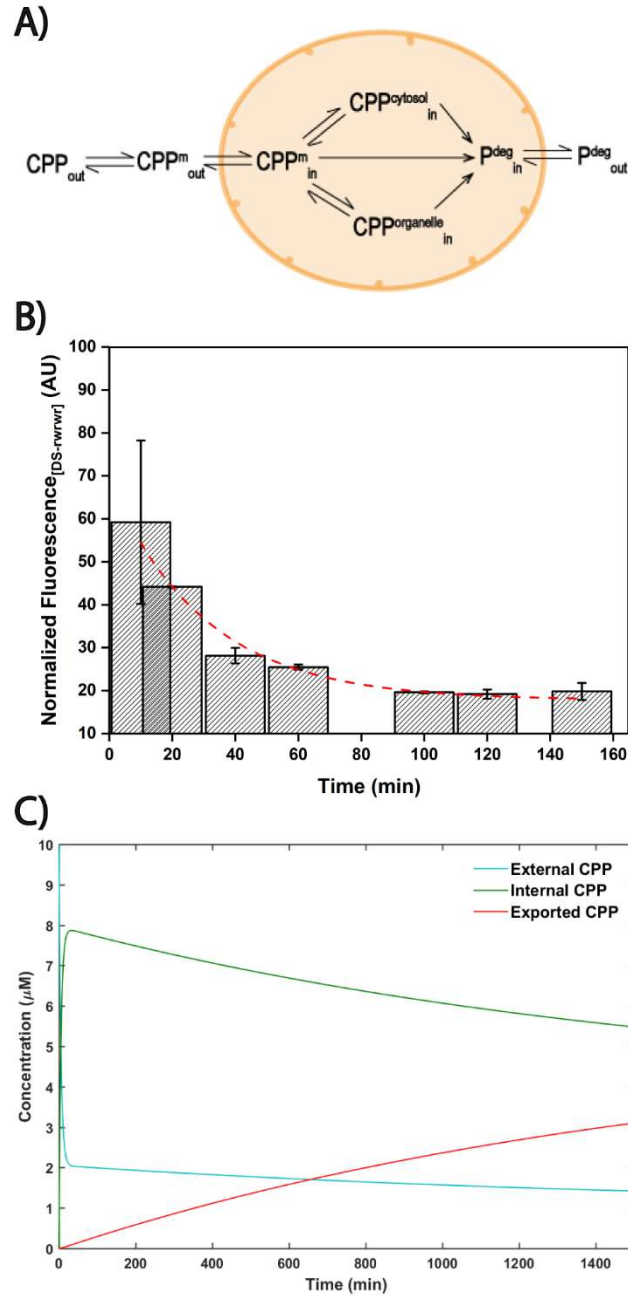 A)
CPP out CPP m out CPP m in CPP cytosol in CPP organelle in P deg in P deg out
B)
Normalized Fluorescence [DS-rwrwr] (AU)
100
90
80
70
60
50
40
30
20
10
0 20 40 60 80 100 120 140 160
Time (min)
C)
Concentration (μM)
10
9
8
7
6
5
4
3
2
1
0
External CPP
Internal CPP
Exported CPP
0 200 400 600 800 1000 1200 1400
Time (min)